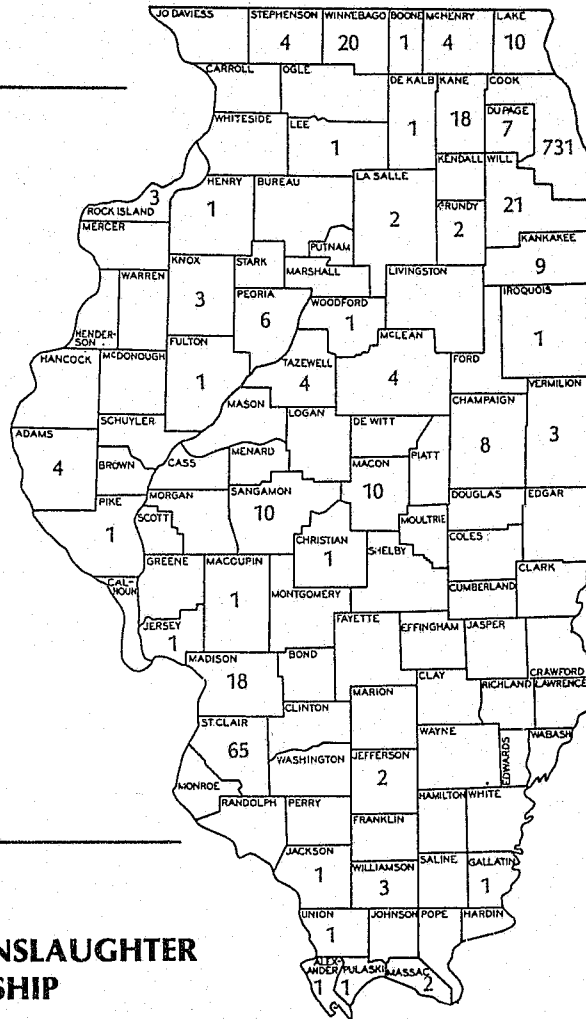 JO DAVIESS STEPHENSON WINNEBAGO BOONE MCHENRY LAKE
4 20 1 4 10
CARROLL OGLE DE KALB KANE COOK
1 18 DUPAGE 7 731
WHITESIDE LEE
1
KENDALL WILL
21
3
ROCK ISLAND HENRY BUREAU LA SALLE
1 2
GRUNDY
2
MERCER
PUTNAM
KANKAKEE
9
KNOX STARK MARSHALL LIVINGSTON
3
WARREN
PEORIA WOODFORD IROQUOIS
6 1 1
HENDER-
SON
HANCOCK MCDONOUGH FULTON TAZEWELL MCLEAN FORD
1 4 4
VERMILION
3
MASON LOGAN DE WITT CHAMPAIGN
8
SCHUYLER
ADAMS
4
BROWN CASS MENARD PIATT
MACON
10
PIKE MORGAN SANGAMON DOUGLAS EDGAR
1 10
SCOTT MOULTRIE
CHRISTIAN SHELBY COLES
1
GREENE MACOUPIN MONTGOMERY CLARK
1
CAL-
HOUN
CUMBERLAND
JERSEY
1
FAYETTE EFFINGHAM JASPER
MADISON BOND
18
CLAY CRAWFORD
RICHLAND LAWRENCE
MARION
CLINTON
ST.CLAIR
65
WAYNE EDWARDS WABASH
WASHINGTON JEFFERSON
2
MONROE
RANDOLPH PERRY HAMILTON WHITE
FRANKLIN
JACKSON
1
WILLIAMSON SALINE GALLATIN
3 1
UNION JOHNSON POPE HARDIN
1
NSLAUGHTER
SHIP
ALEX-
ANDER PULASKI MASSAC
1 1 2